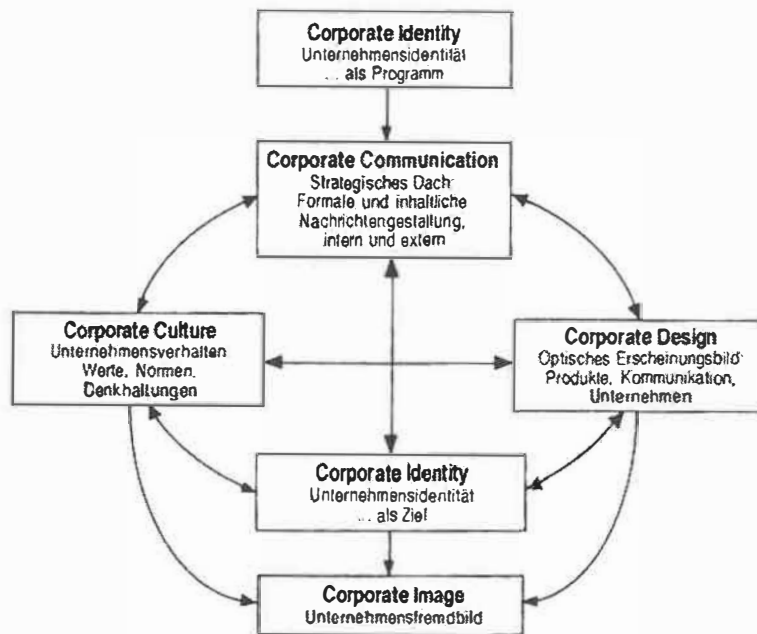 Corporate Identity
Unternehmensidentität
... als Programm
Corporate Communication
Strategisches Dach:
Formale und inhaltliche
Nachrichtengestaltung,
intern und extern
Corporate Culture
Unternehmensverhalten
Werte, Normen,
Denkhaltungen
Corporate Design
Optisches Erscheinungsbild:
Produkte, Kommunikation,
Unternehmen
Corporate Identity
Unternehmensidentität
... als Ziel
Corporate Image
Unternehmensfremdbild